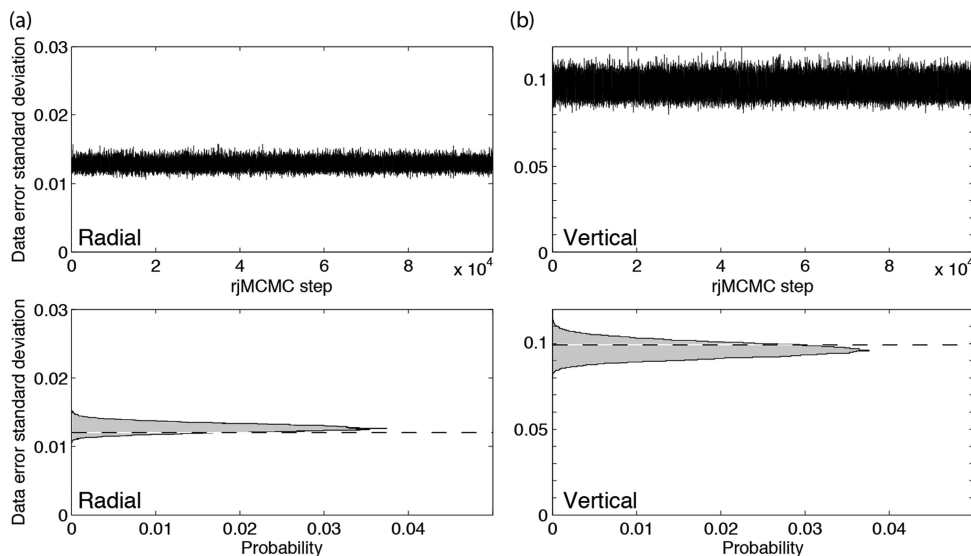 (a)
Data error standard deviation
0.03
0.02
0.01
0
Radial
0
2
4
6
8
x 10⁴
rjMCMC step
(b)
0.1
0.05
0
Vertical
0
2
4
6
8
x 10⁴
rjMCMC step
Data error standard deviation
0.03
0.02
0.01
0
Radial
0
0.01
0.02
0.03
0.04
Probability
0.1
0.05
0
Vertical
0
0.01
0.02
0.03
0.04
Probability